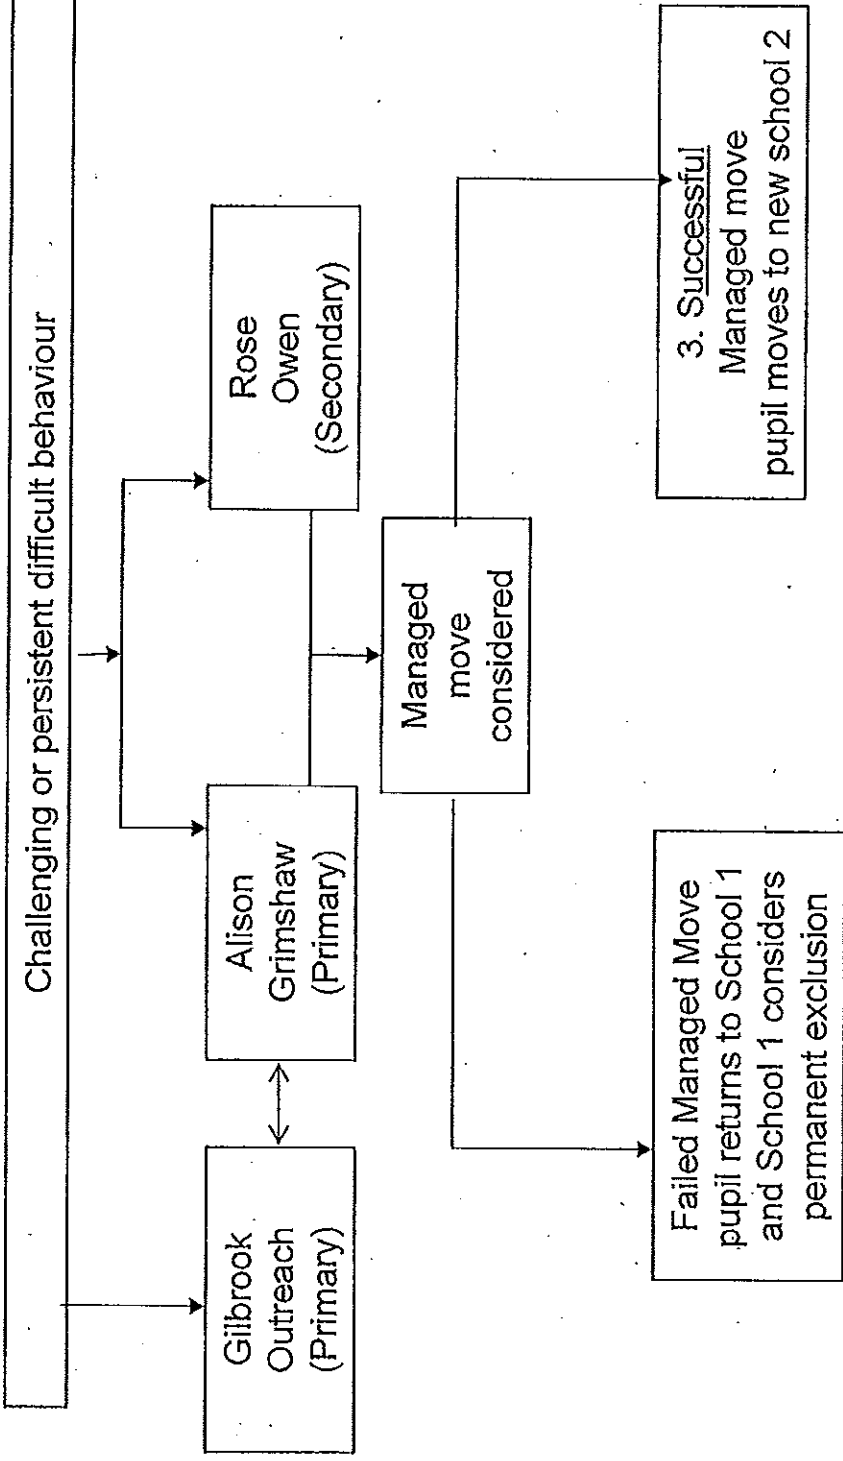 Challenging or persistent difficult behaviour
Gilbrook
Outreach
(Primary)
Alison
Grimshaw
(Primary)
Rose
Owen
(Secondary)
Managed
move
considered
Failed Managed Move
pupil returns to School 1
and School 1 considers
permanent exclusion
3. Successful
Managed move
pupil moves to new school 2